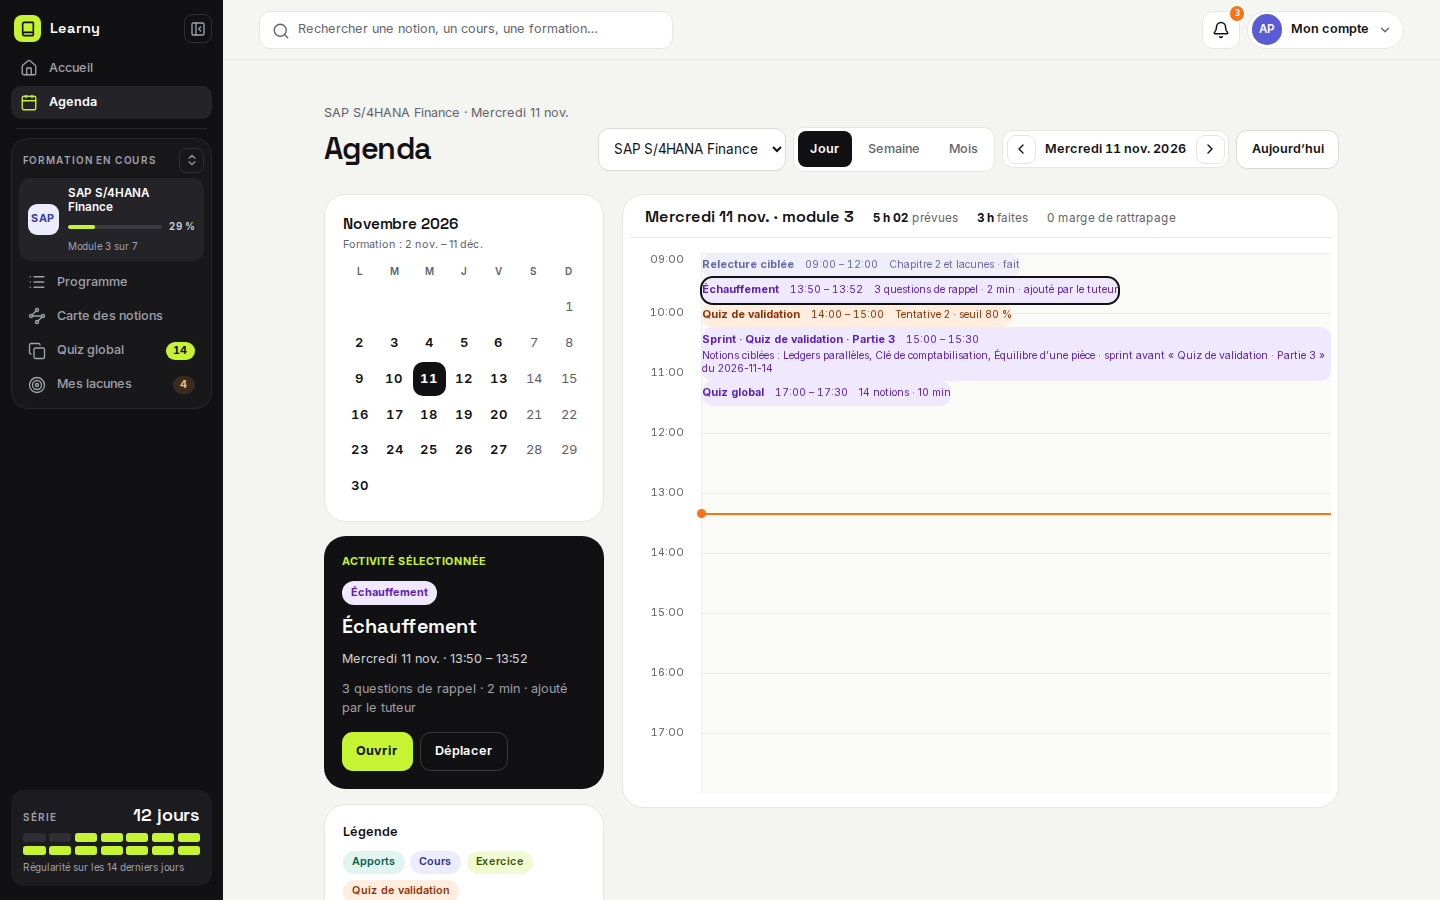 Learny
Accueil
Agenda
FORMATION EN COURS
SAP
SAP S/4HANA
Finance
29 %
Module 3 sur 7
Programme
Carte des notions
Quiz global
14
Mes lacunes
4
SÉRIE
12 jours
Régularité sur les 14 derniers jours
Rechercher une notion, un cours, une formation...
3
AP
Mon compte
SAP S/4HANA Finance · Mercredi 11 nov.
Agenda
SAP S/4HANA Finance
Jour
Semaine
Mois
Mercredi 11 nov. 2026
Aujourd'hui
Novembre 2026
Formation : 2 nov. – 11 déc.
L M M J V S D
1
2 3 4 5 6 7 8
9 10 11 12 13 14 15
16 17 18 19 20 21 22
23 24 25 26 27 28 29
30
ACTIVITÉ SÉLECTIONNÉE
Échauffement
Échauffement
Mercredi 11 nov. · 13:50 – 13:52
3 questions de rappel · 2 min · ajouté
par le tuteur
Ouvrir
Déplacer
Légende
Apports
Cours
Exercice
Quiz de validation
Mercredi 11 nov. · module 3
5 h 02 prévues
3 h faites
0 marge de rattrapage
09:00
Relecture ciblée 09:00 – 12:00 Chapitre 2 et lacunes · fait
Échauffement 13:50 – 13:52 3 questions de rappel · 2 min · ajouté par le tuteur
10:00
Quiz de validation 14:00 – 15:00 Tentative 2 · seuil 80 %
Sprint · Quiz de validation · Partie 3 15:00 – 15:30
Notions ciblées : Ledgers parallèles, Clé de comptabilisation, Équilibre d'une pièce · sprint avant « Quiz de validation · Partie 3 »
du 2026-11-14
11:00
Quiz global 17:00 – 17:30 14 notions · 10 min
12:00
13:00
14:00
15:00
16:00
17:00